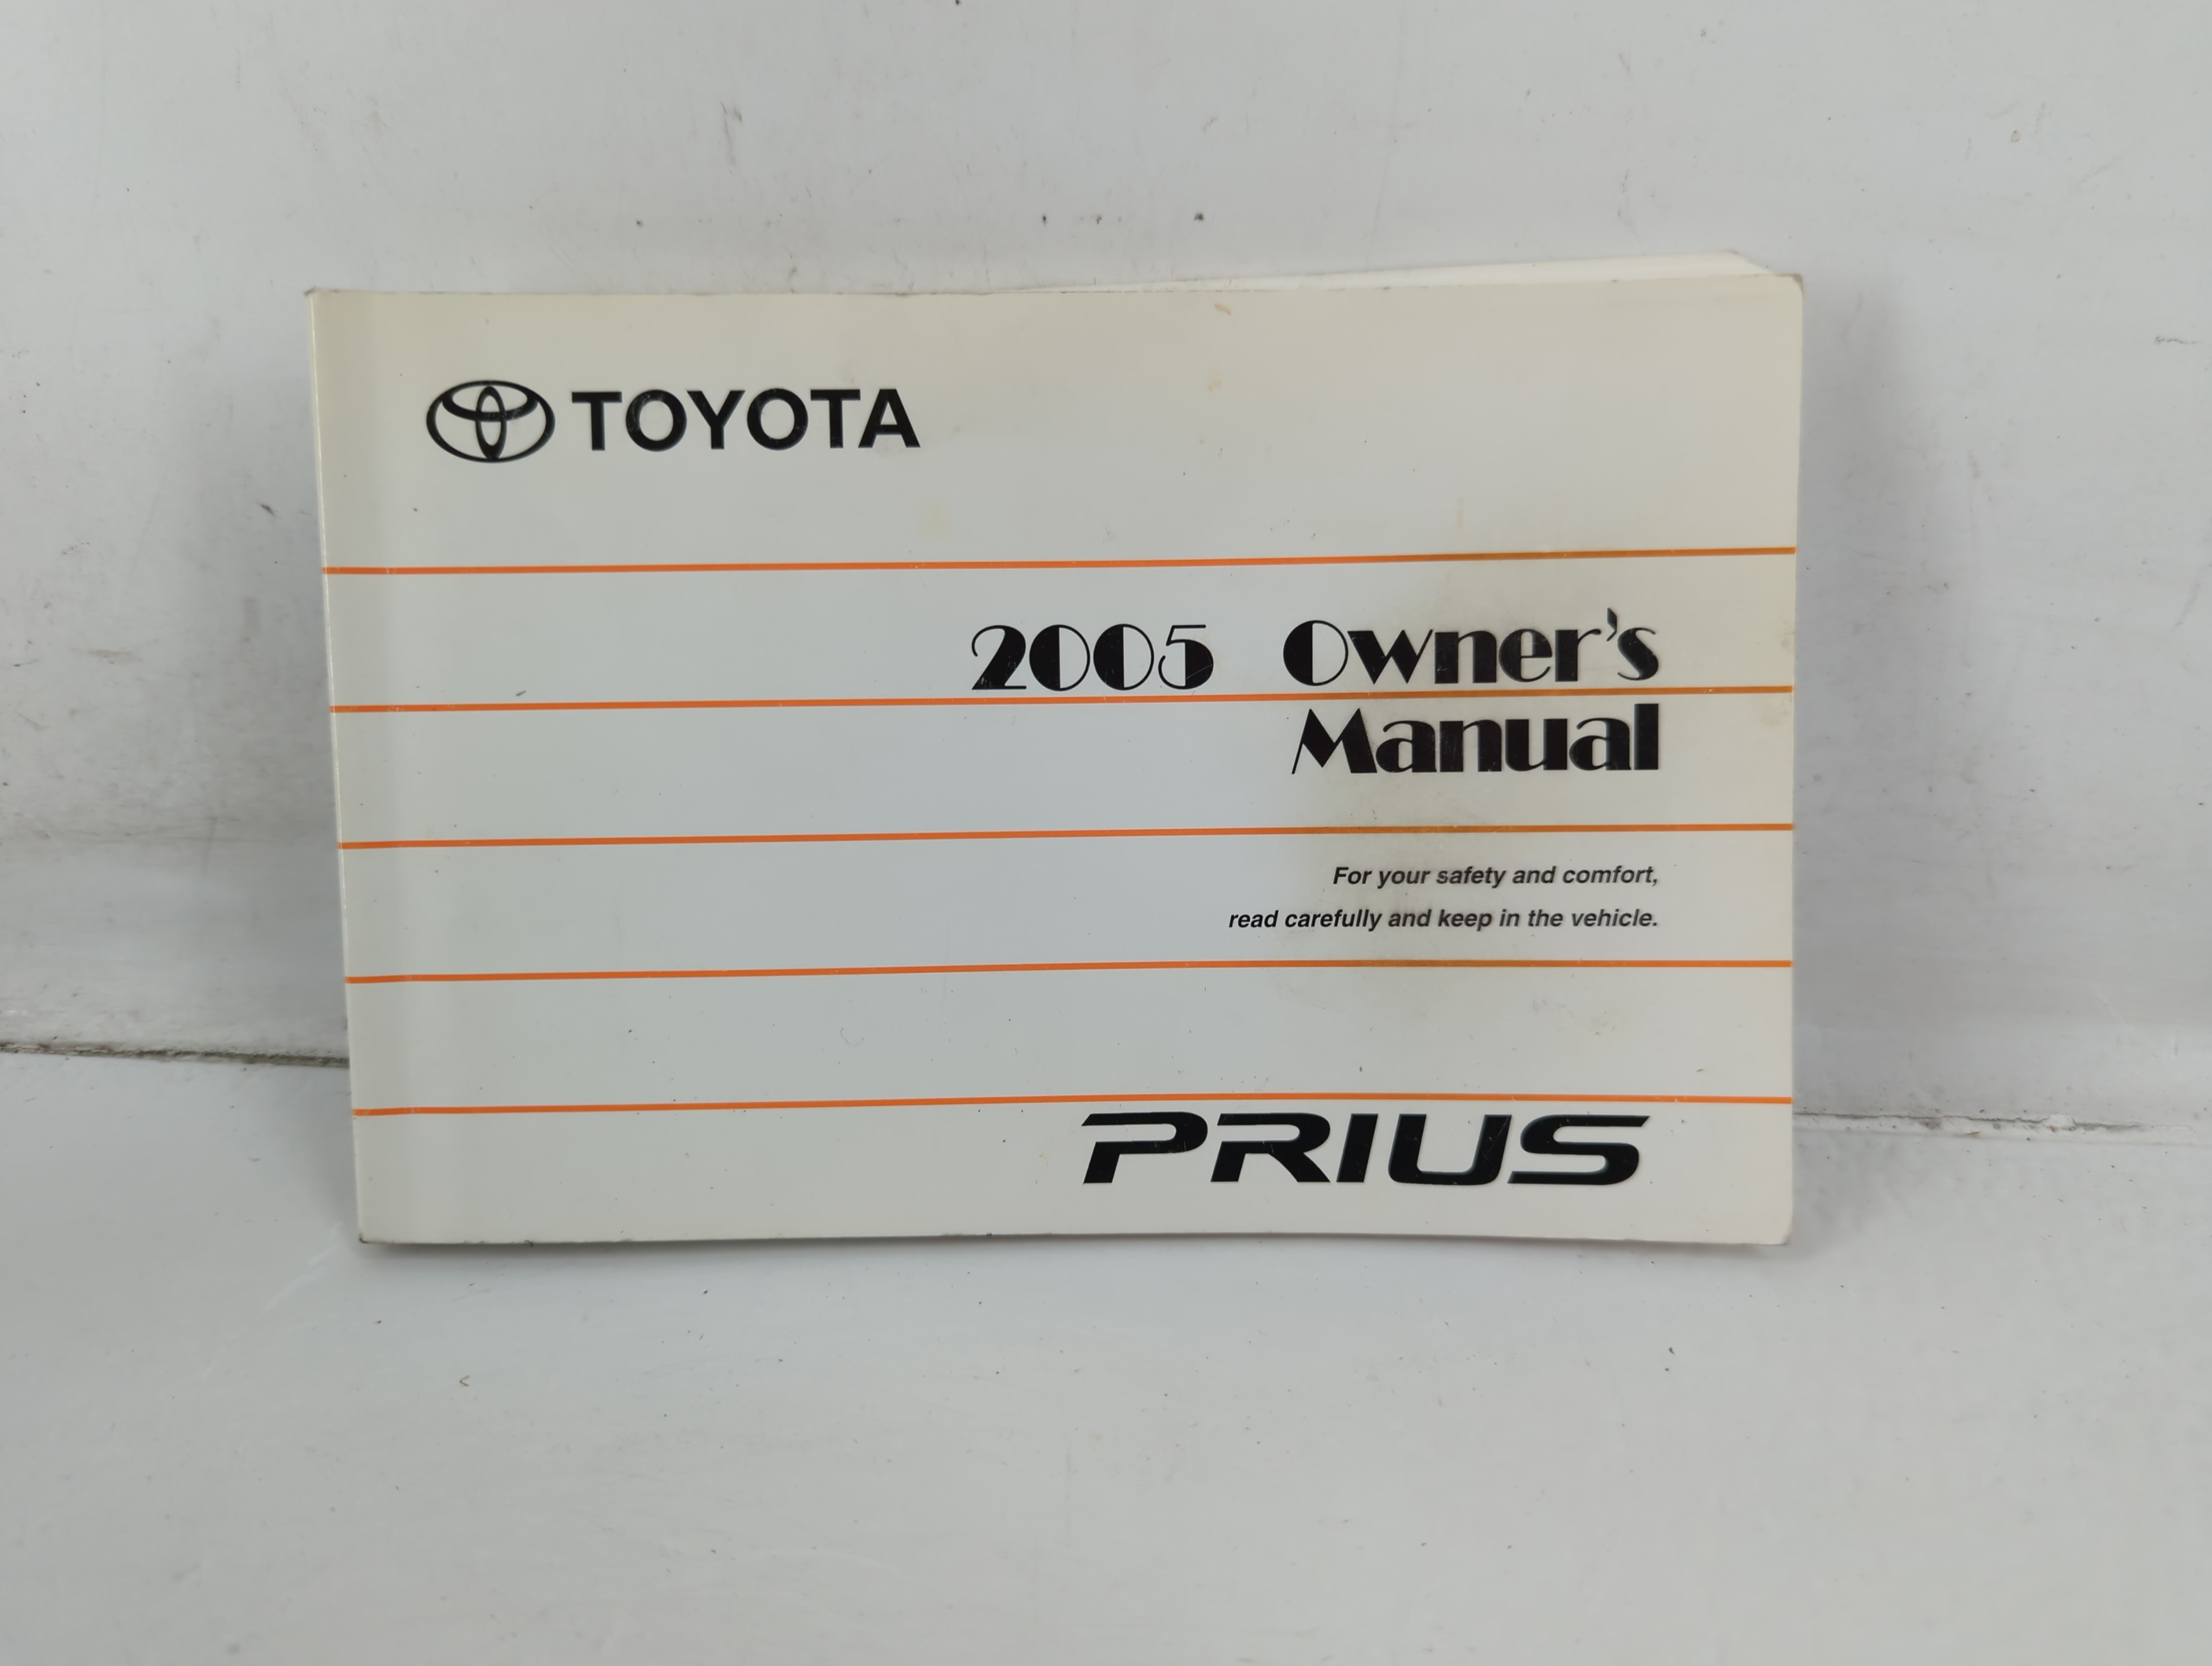 TOYOTA
2005 Owner's
Manual
For your safety and comfort,
read carefully and keep in the vehicle.
PRIUS